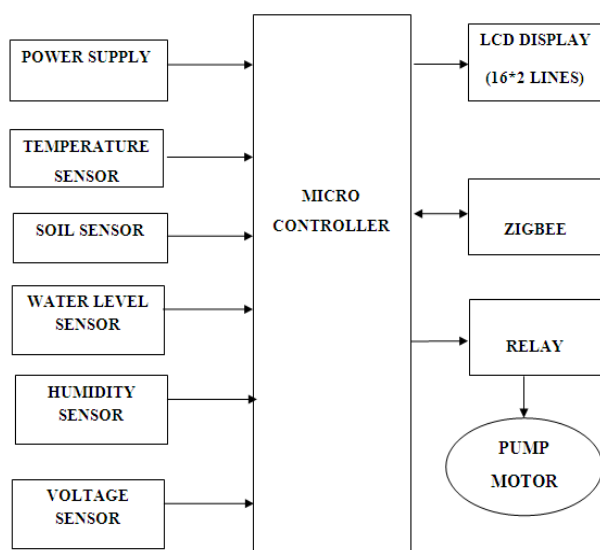 POWER SUPPLY
TEMPERATURE
SENSOR
SOIL SENSOR
WATER LEVEL
SENSOR
HUMIDITY
SENSOR
VOLTAGE
SENSOR
MICRO
CONTROLLER
LCD DISPLAY
(16*2 LINES)
ZIGBEE
RELAY
PUMP
MOTOR